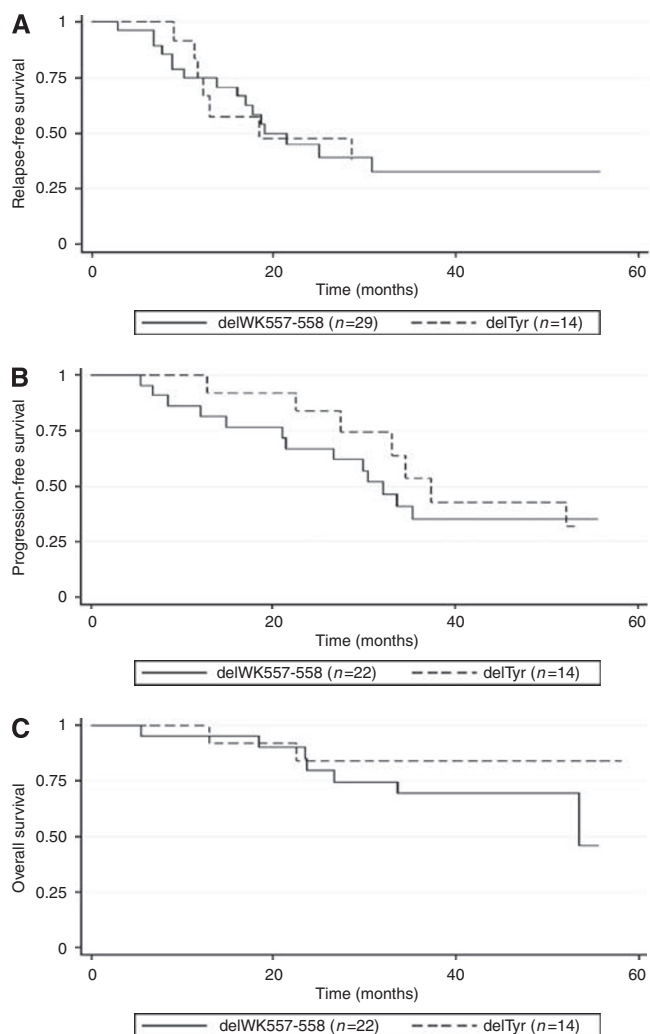 A
Relapse-free survival
1
0.75
0.50
0.25
0
0 20 40 60
Time (months)
delWK557-558 (n=29) delTyr (n=14)
B
Progression-free survival
1
0.75
0.50
0.25
0
0 20 40 60
Time (months)
delWK557-558 (n=22) delTyr (n=14)
C
Overall survival
1
0.75
0.50
0.25
0
0 20 40 60
Time (months)
delWK557-558 (n=22) delTyr (n=14)